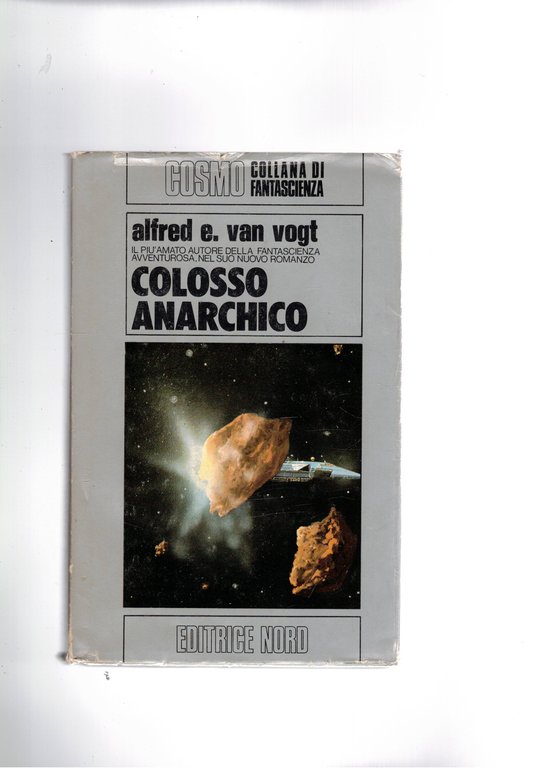 COSMO COLLANA DI
FANTASCIENZA
alfred e. van vogt
IL PIU'AMATO AUTORE DELLA FANTASCIENZA
AVVENTUROSA, NEL SUO NUOVO ROMANZO
COLOSSO
ANARCHICO
EDITRICE NORD